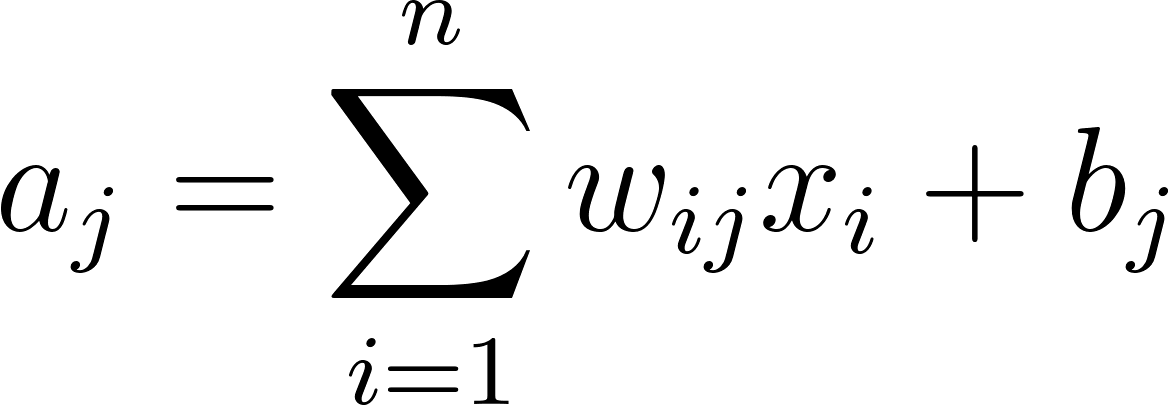 a_j = \sum_{i=1}^{n} w_{ij} x_i + b_j